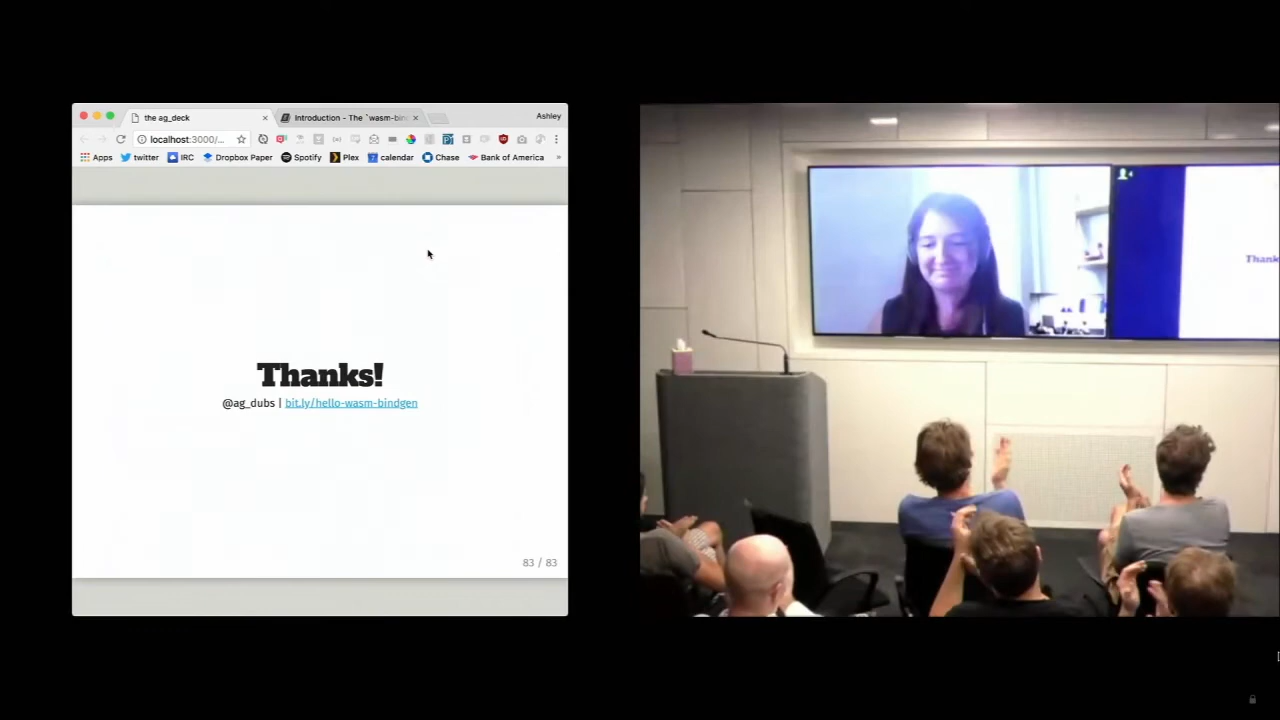 the ag_deck
Introduction - The `wasm-bin
Ashley
localhost:3000/...
Apps twitter IRC Dropbox Paper Spotify Plex calendar Chase Bank of America »
Thanks!
@ag_dubs | bit.ly/hello-wasm-bindgen
83 / 83
Thank